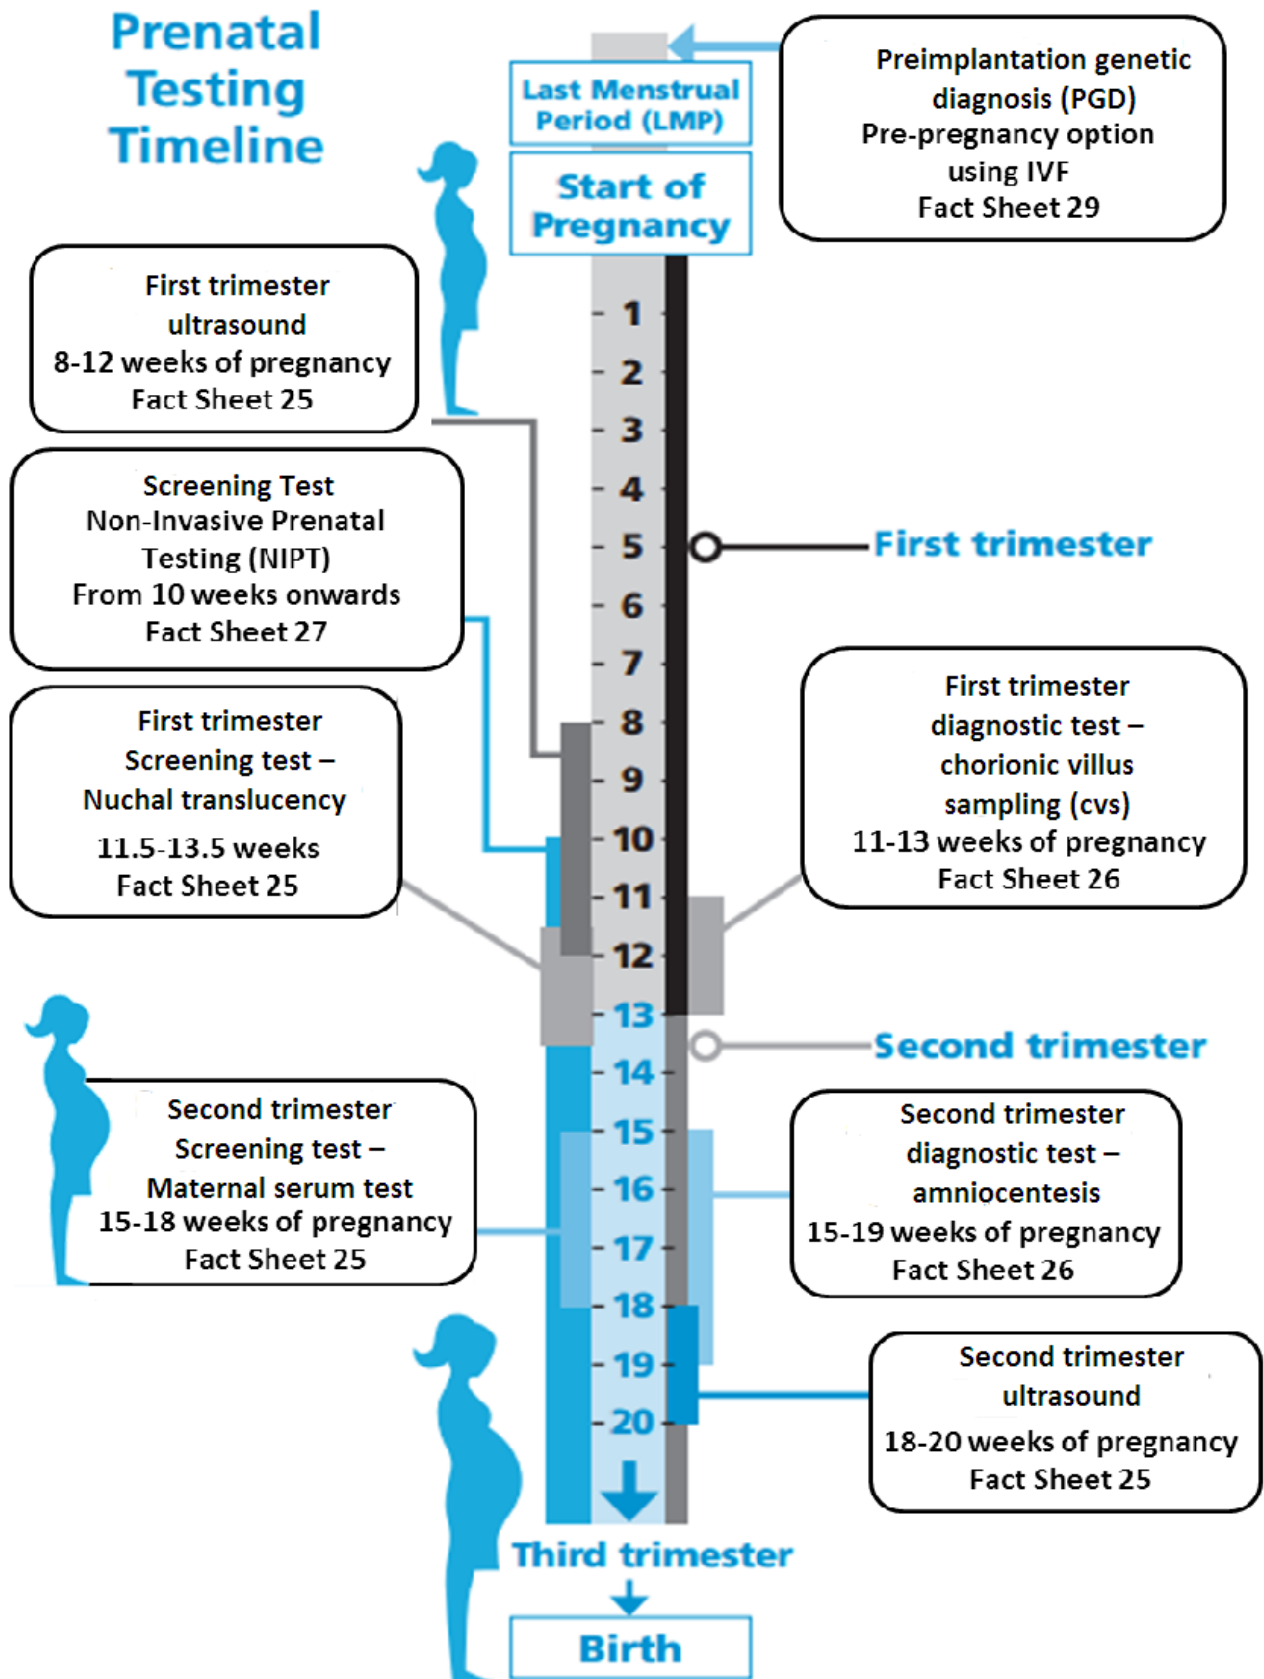 Prenatal
Testing
Timeline
Last Menstrual
Period (LMP)
Start of
Pregnancy
Preimplantation genetic
diagnosis (PGD)
Pre-pregnancy option
using IVF
Fact Sheet 29
First trimester
ultrasound
8-12 weeks of pregnancy
Fact Sheet 25
Screening Test
Non-Invasive Prenatal
Testing (NIPT)
From 10 weeks onwards
Fact Sheet 27
First trimester
Screening test –
Nuchal translucency
11.5-13.5 weeks
Fact Sheet 25
1
2
3
4
5
6
7
8
9
10
11
12
13
14
15
16
17
18
19
20
First trimester
First trimester
diagnostic test –
chorionic villus
sampling (cvs)
11-13 weeks of pregnancy
Fact Sheet 26
Second trimester
Second trimester
Screening test –
Maternal serum test
15-18 weeks of pregnancy
Fact Sheet 25
Second trimester
diagnostic test –
amniocentesis
15-19 weeks of pregnancy
Fact Sheet 26
Second trimester
ultrasound
18-20 weeks of pregnancy
Fact Sheet 25
Third trimester
Birth